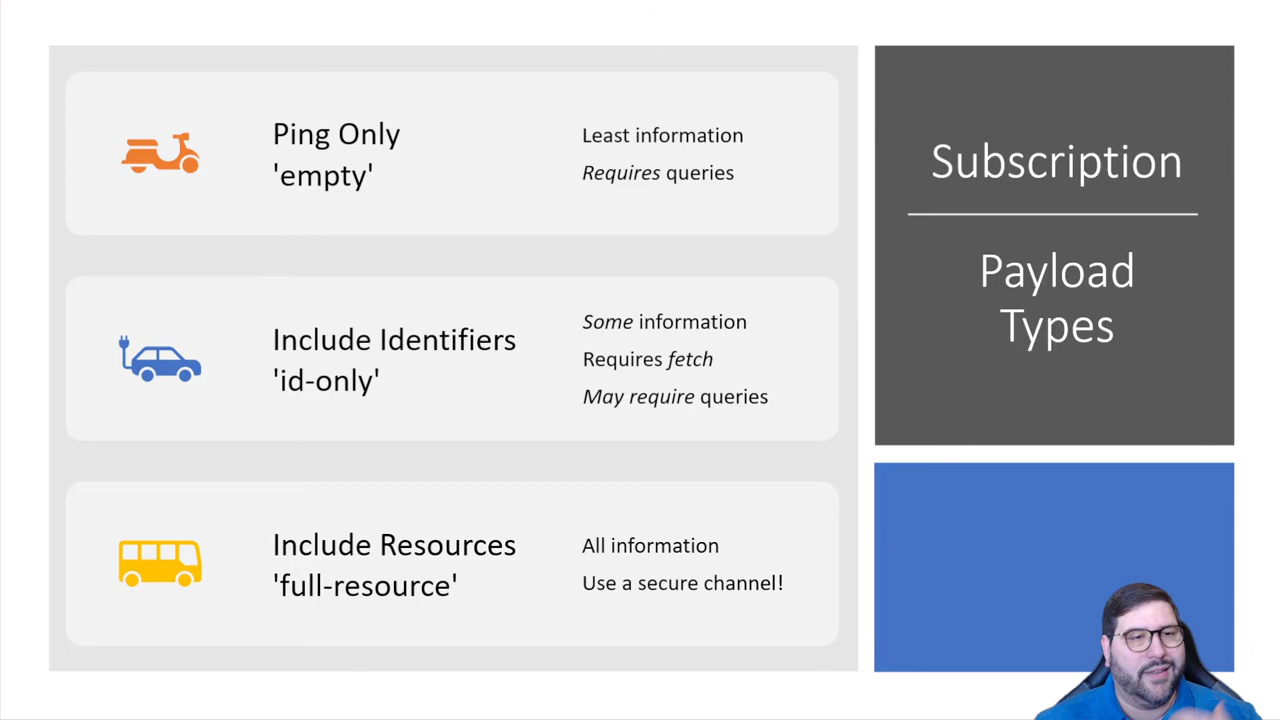 Ping Only
'empty'
Least information
Requires queries
Include Identifiers
'id-only'
Some information
Requires fetch
May require queries
Include Resources
'full-resource'
All information
Use a secure channel!
Subscription
Payload
Types